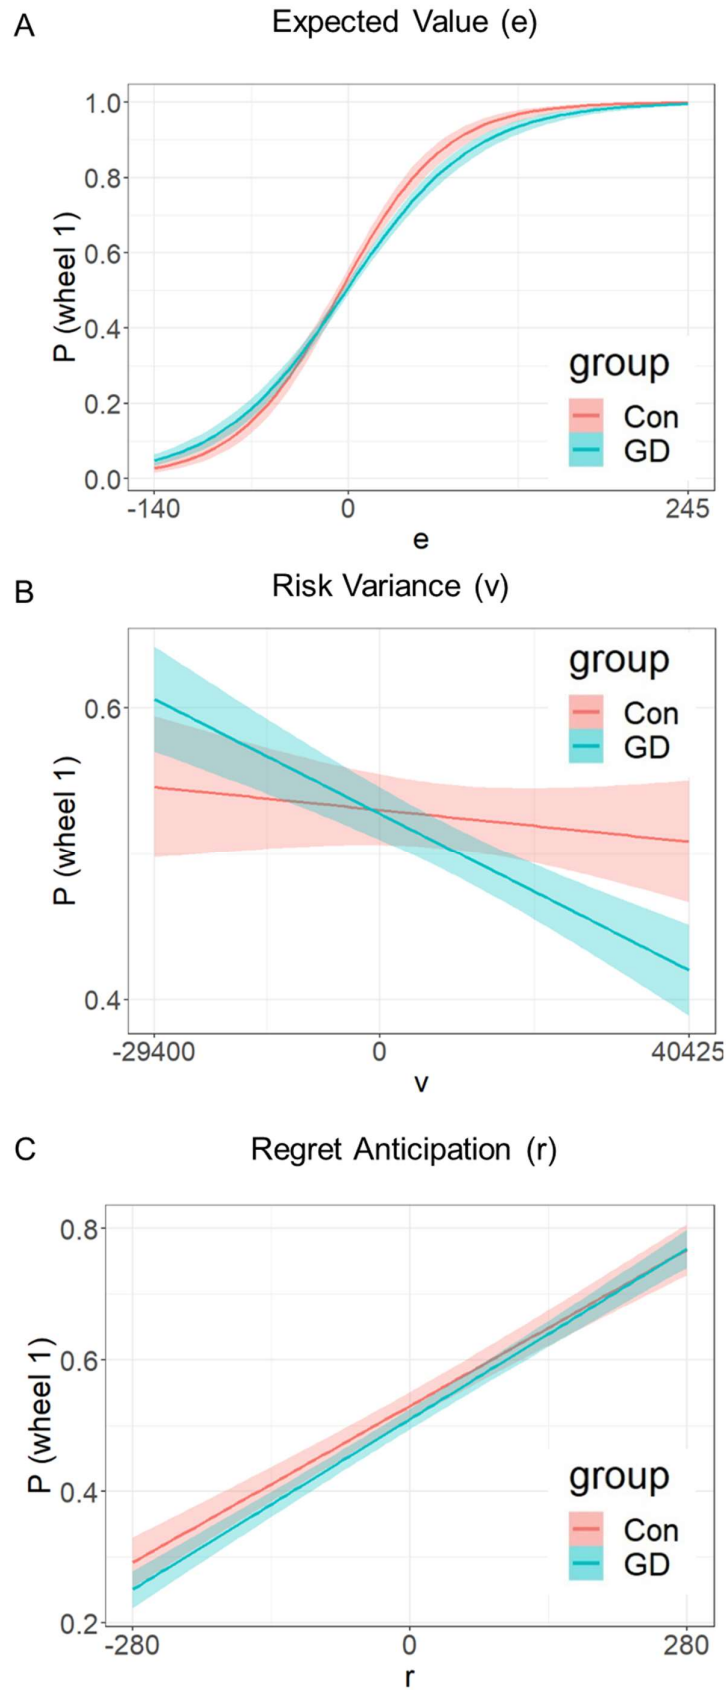 A
Expected Value (e)
P (wheel 1)
1.0
0.8
0.6
0.4
0.2
0.0
group
Con
GD
-140
0
245
e
B
Risk Variance (v)
P (wheel 1)
0.6
0.4
group
Con
GD
-29400
0
40425
v
C
Regret Anticipation (r)
P (wheel 1)
0.8
0.6
0.4
0.2
group
Con
GD
-280
0
280
r